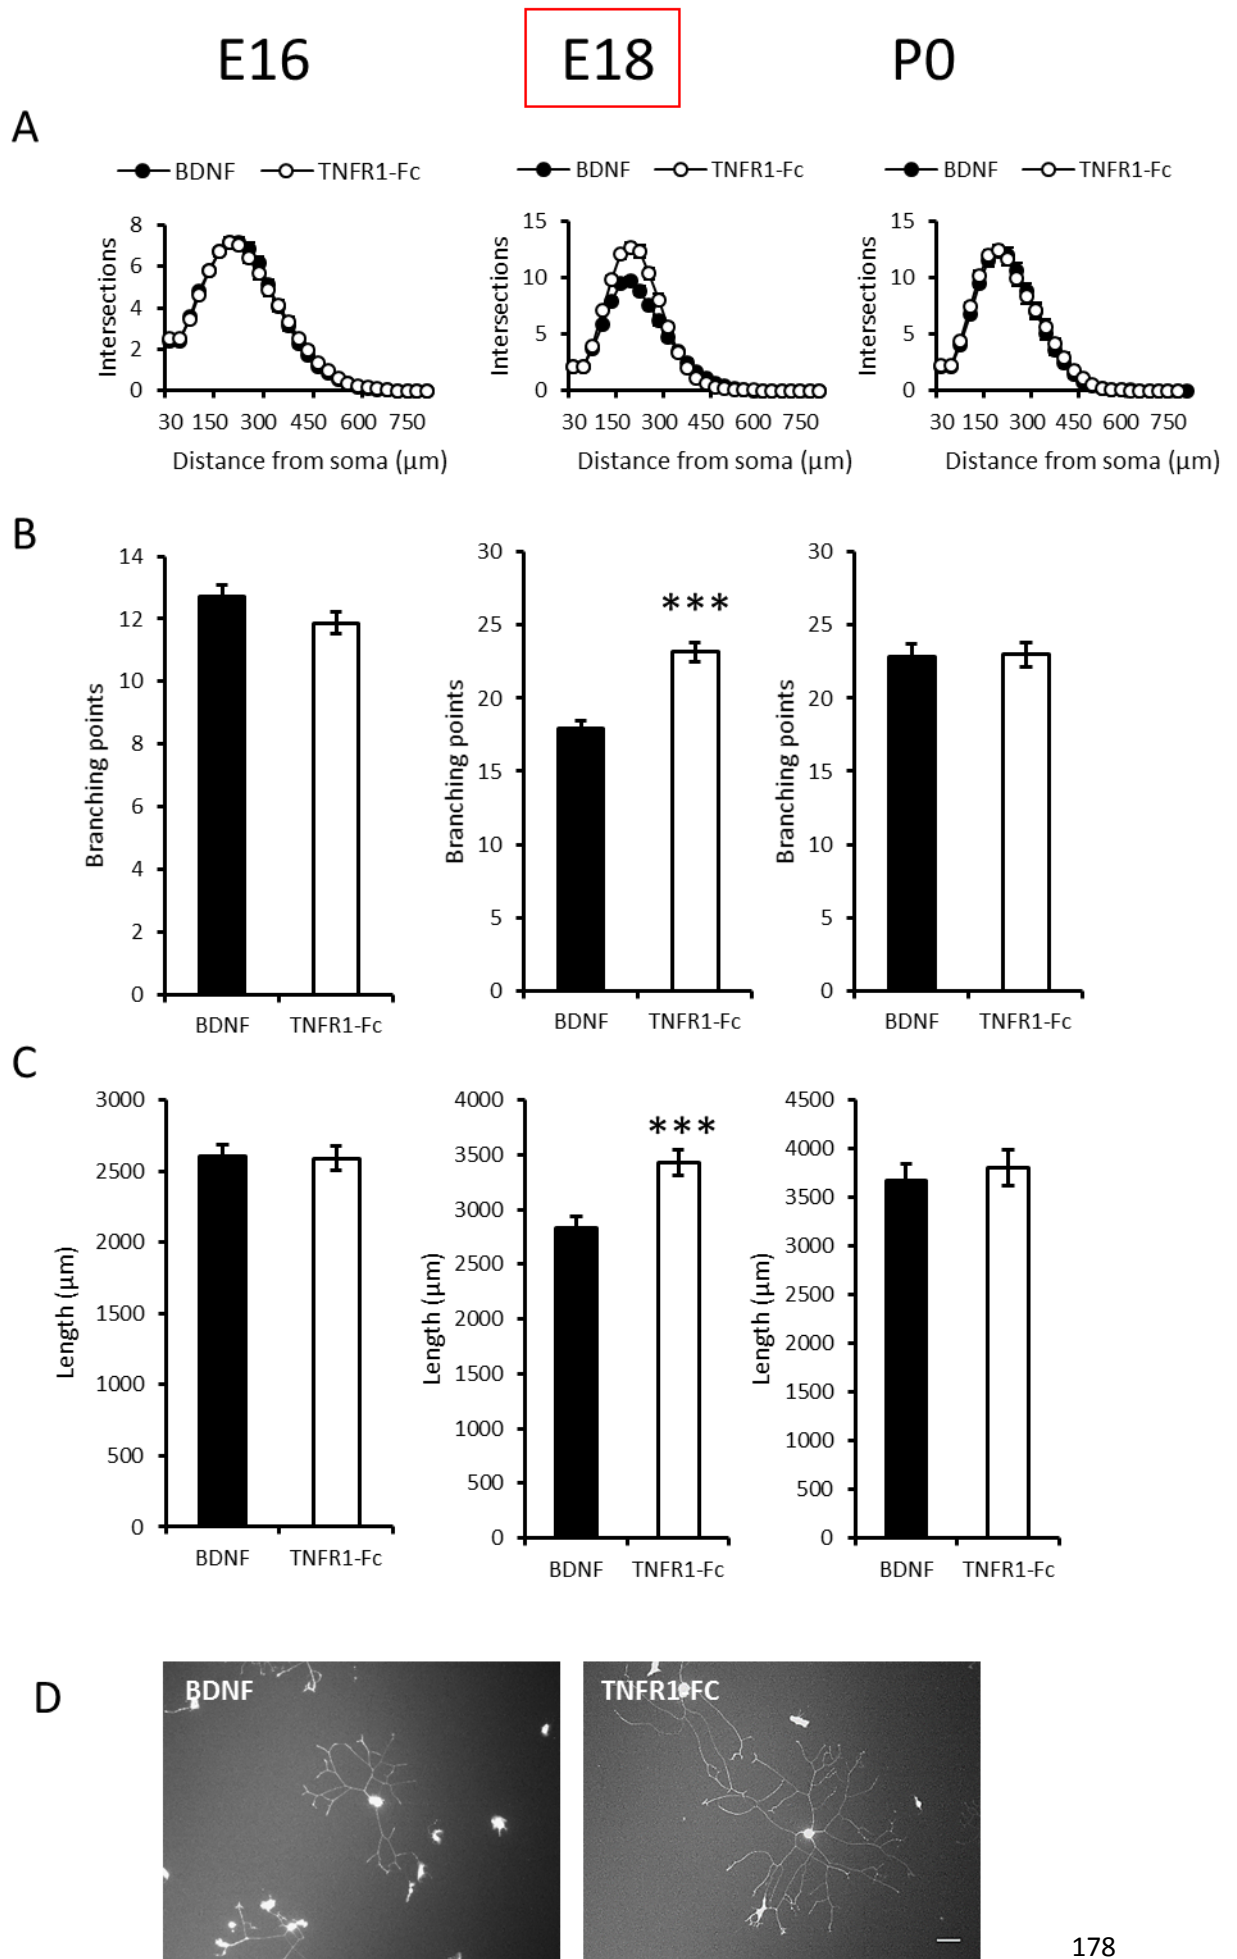 E16 E18 P0
A
BDNF TNFR1-Fc BDNF TNFR1-Fc BDNF TNFR1-Fc
Intersections
8
6
4
2
0
30 150 300 450 600 750
Distance from soma (µm)
Intersections
15
10
5
0
30 150 300 450 600 750
Distance from soma (µm)
Intersections
15
10
5
0
30 150 300 450 600 750
Distance from soma (µm)
B
Branching points
14
12
10
8
6
4
2
0
BDNF TNFR1-Fc
Branching points
30
25
20
15
10
5
0
***
BDNF TNFR1-Fc
Branching points
30
25
20
15
10
5
0
BDNF TNFR1-Fc
C
Length (µm)
3000
2500
2000
1500
1000
500
0
BDNF TNFR1-Fc
Length (µm)
4000
3500
3000
2500
2000
1500
1000
500
0
***
BDNF TNFR1-Fc
Length (µm)
4500
4000
3500
3000
2500
2000
1500
1000
500
0
BDNF TNFR1-Fc
D
BDNF TNFR1-FC
178